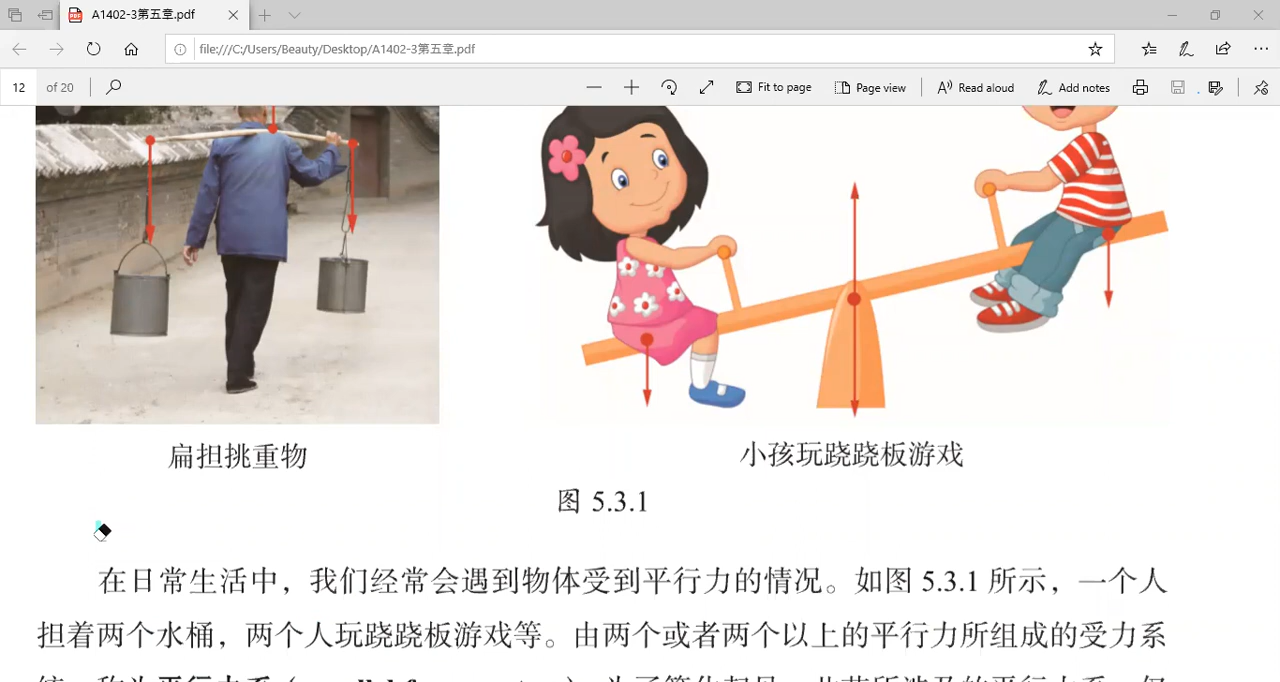 A1402-3第五章.pdf
file:///C:/Users/Beauty/Desktop/A1402-3第五章.pdf
12 of 20 Fit to page Page view Read aloud Add notes
扁担挑重物
小孩玩跷跷板游戏
图 5.3.1
在日常生活中，我们经常会遇到物体受到平行力的情况。如图 5.3.1 所示，一个人
担着两个水桶，两个人玩跷跷板游戏等。由两个或者两个以上的平行力所组成的受力系